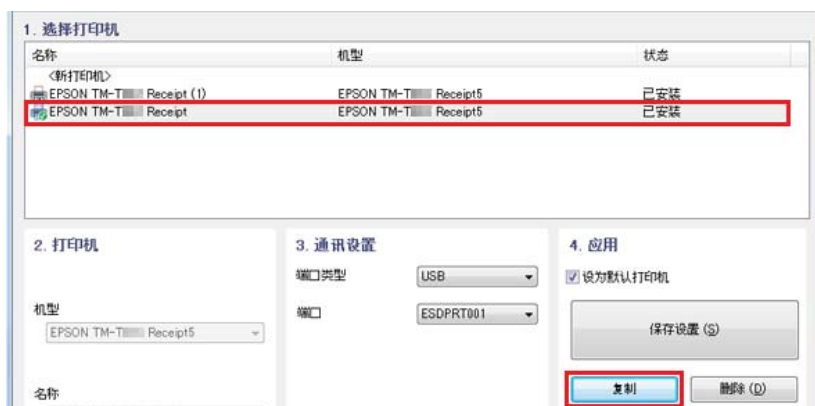 1. 选择打印机
名称 机型 状态
<新打印机>
EPSON TM-T Receipt (1) EPSON TM-T Receipt5 已安装
EPSON TM-T Receipt EPSON TM-T Receipt5 已安装
2. 打印机 3. 通讯设置 4. 应用
端口类型 USB 设为默认打印机
机型 端口 ESDPRT001
EPSON TM-T Receipt5 保存设置 (S)
名称 复制 删除 (D)